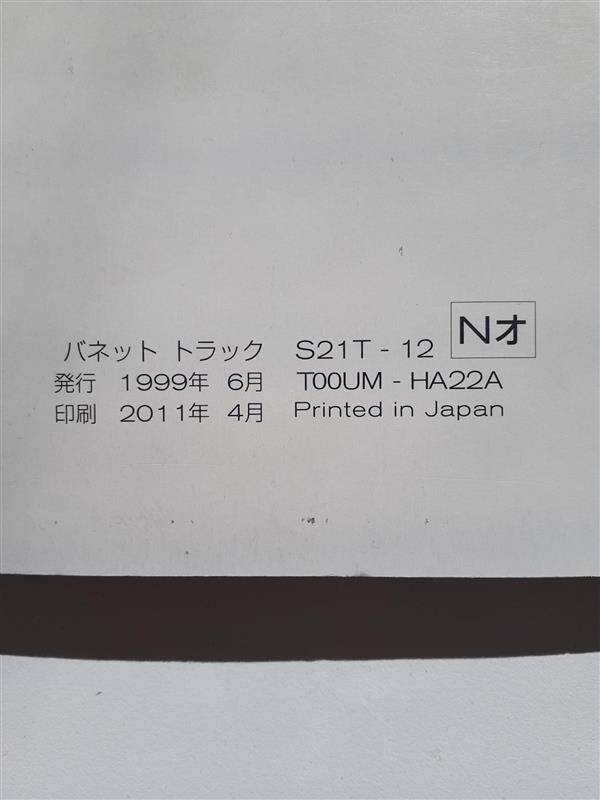 バネット トラック S21T - 12 Nオ
発行 1999年 6月 T00UM - HA22A
印刷 2011年 4月 Printed in Japan